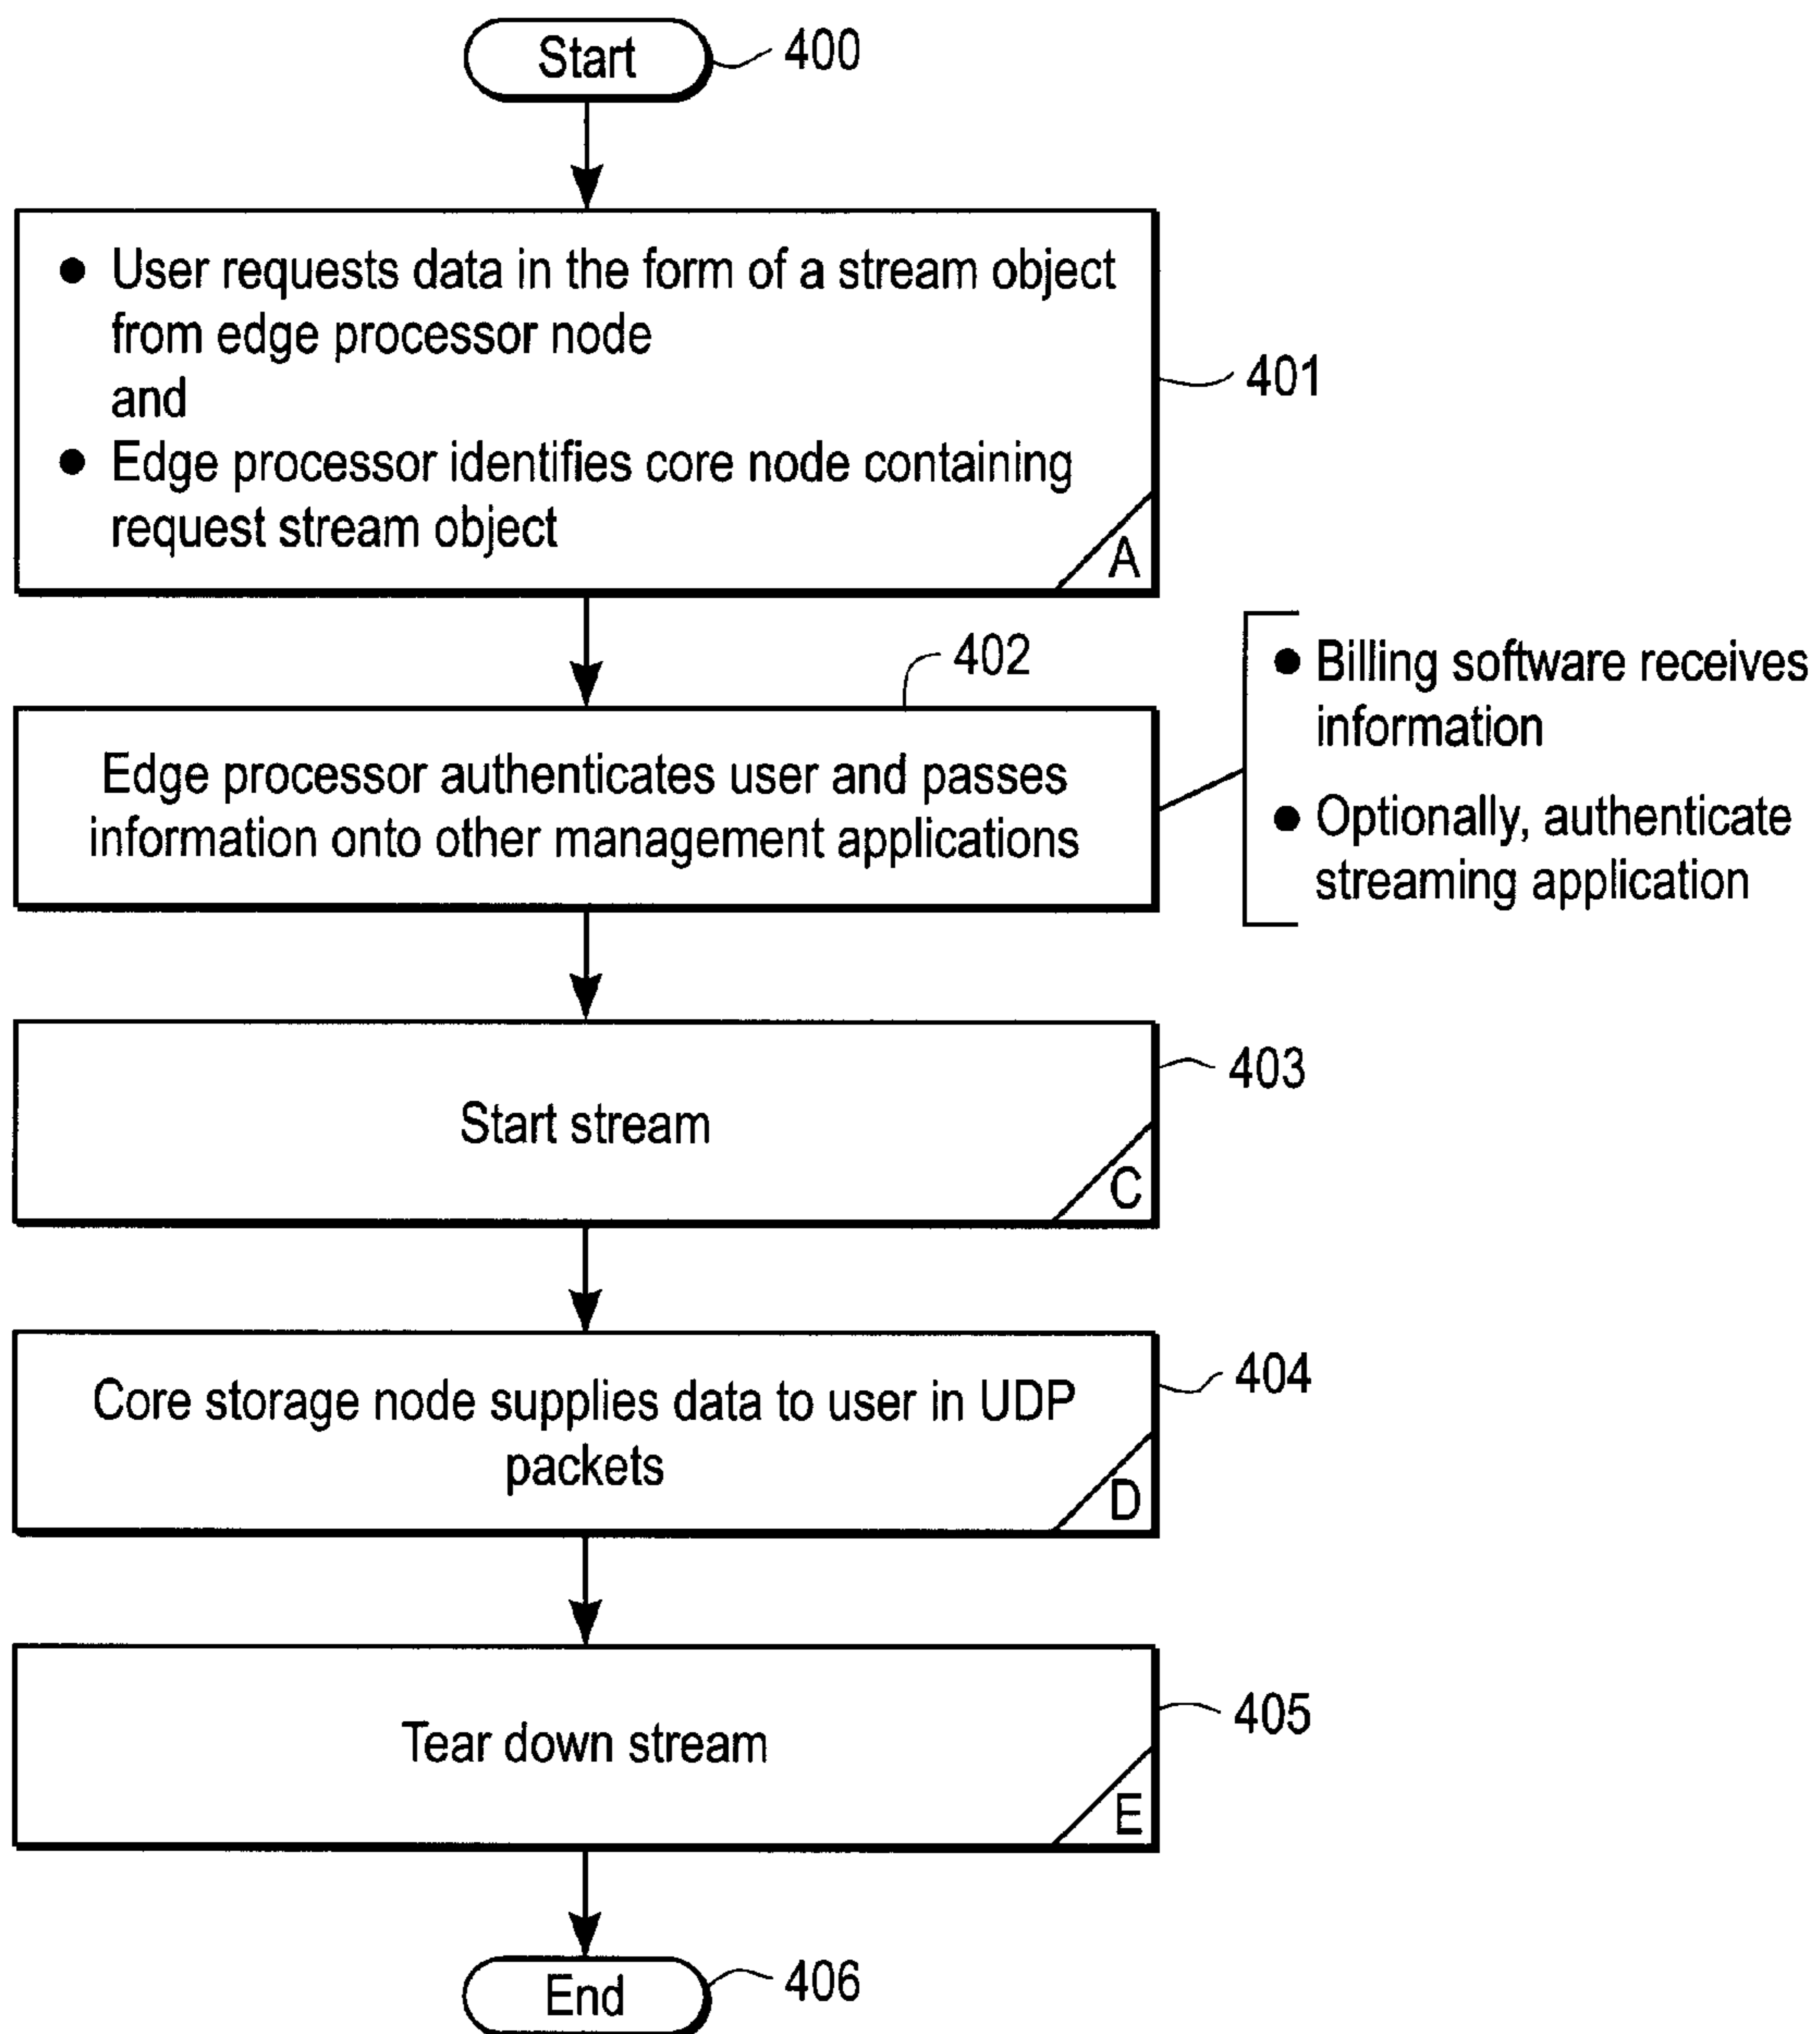 Start
400
● User requests data in the form of a stream object
from edge processor node
and
● Edge processor identifies core node containing
request stream object
A
401
402
Edge processor authenticates user and passes
information onto other management applications
● Billing software receives
information
● Optionally, authenticate
streaming application
403
Start stream
C
404
Core storage node supplies data to user in UDP
packets
D
405
Tear down stream
E
End
406